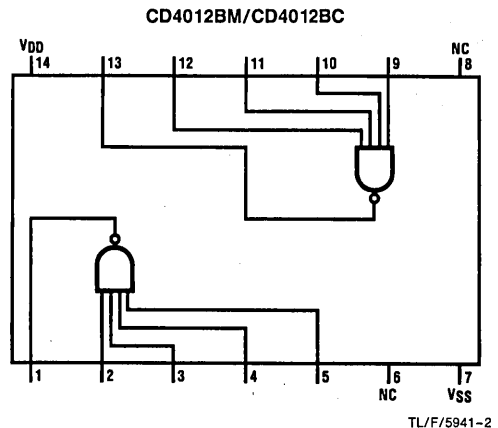 CD4012BM/CD4012BC
VDD NC
14 13 12 11 10 9 8
1 2 3 4 5 6 7
NC VSS
TL/F/5941-2